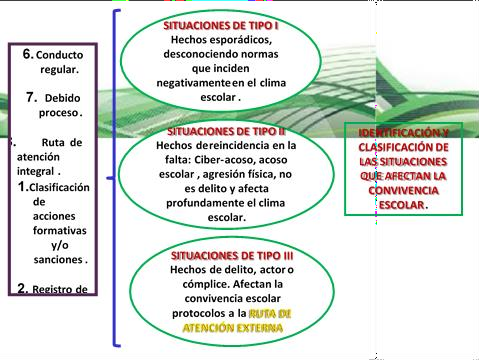 6. Conducto
regular.
7. Debido
proceso.
Ruta de
atención
integral .
1.Clasificación
de
acciones
formativas
y/o
sanciones .
2. Registro de
SITUACIONES DE TIPO I
Hechos esporádicos,
desconociendo normas
que inciden
negativamente en el clima
escolar .
SITUACIONES DE TIPO II
Hechos dereincidencia en la
falta: Ciber-acoso, acoso
escolar , agresión física, no
es delito y afecta
profundamente el clima
escolar.
SITUACIONES DE TIPO III
Hechos de delito, actor o
cómplice. Afectan la
convivencia escolar
protocolos a la RUTA DE
ATENCIÓN EXTERNA
IDENTIFICACIÓN Y
CLASIFICACIÓN DE
LAS SITUACIONES
QUE AFECTAN LA
CONVIVENCIA
ESCOLAR.